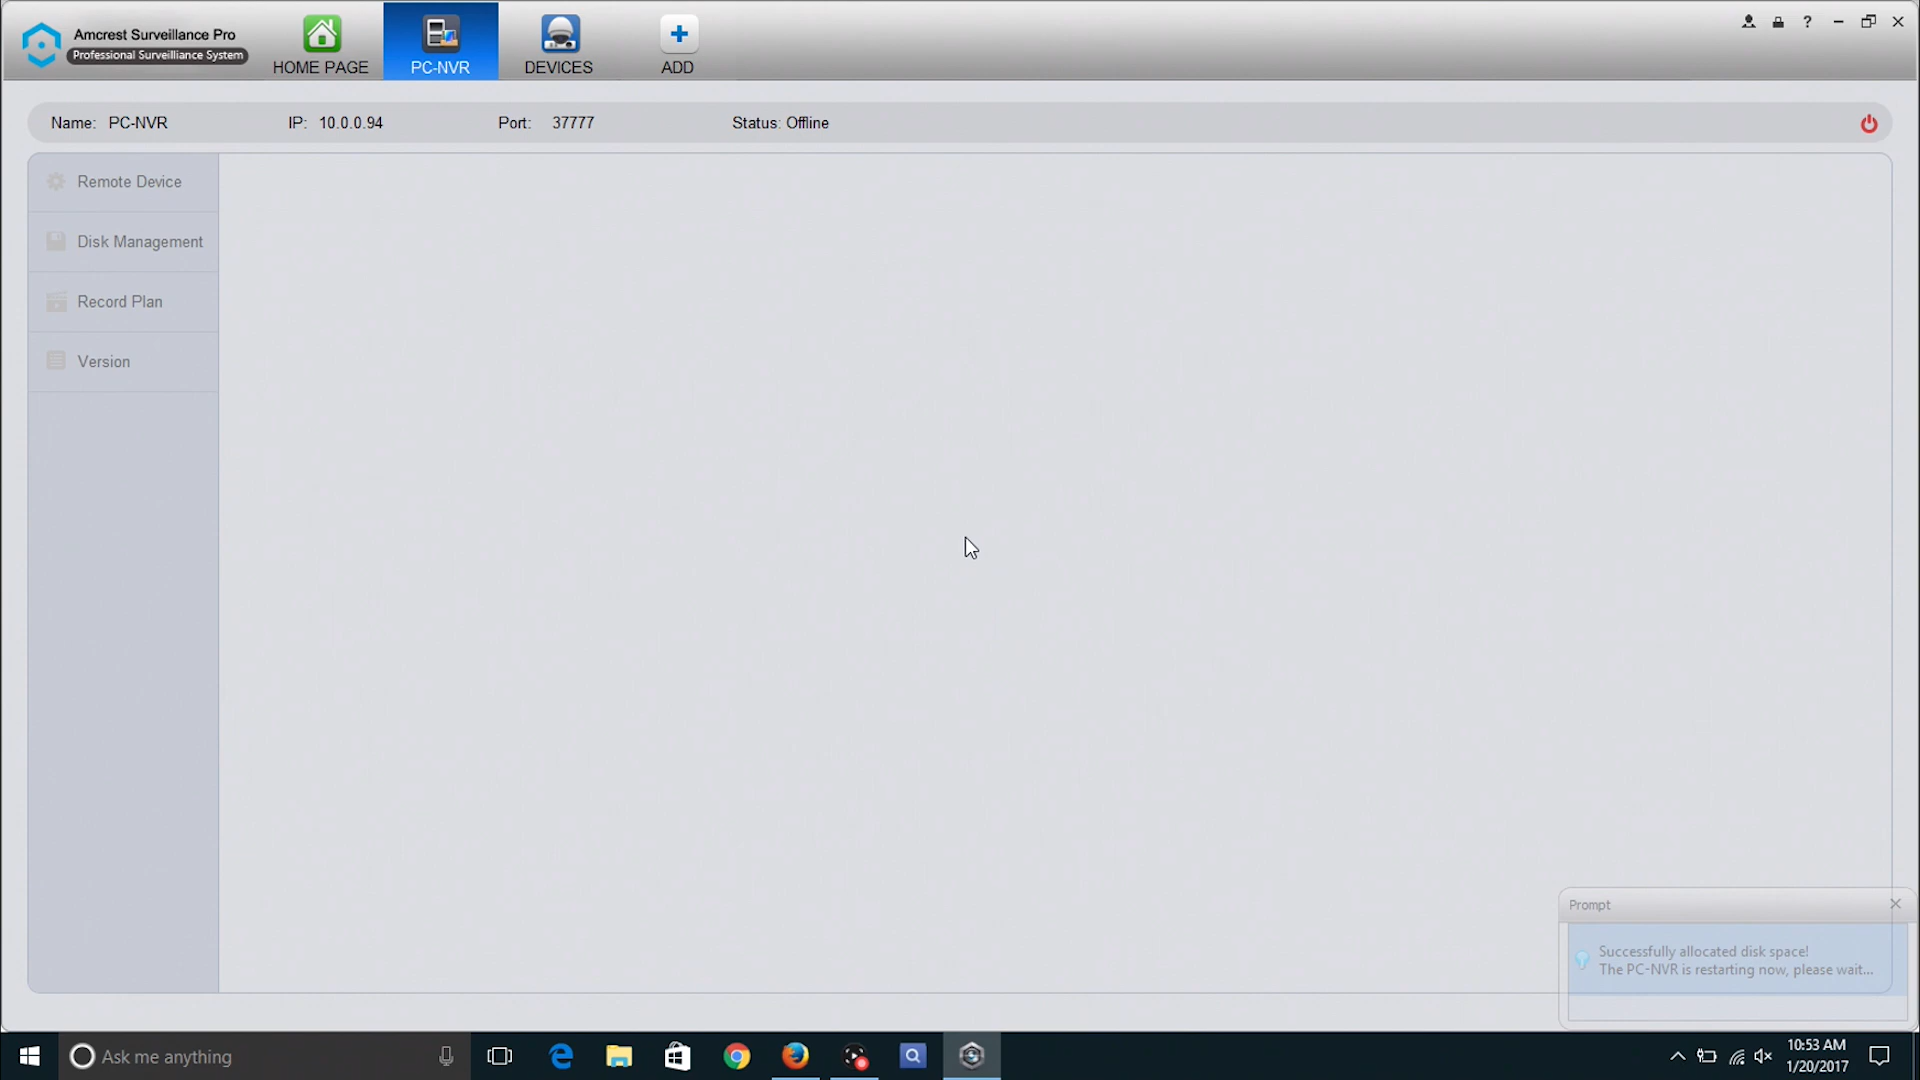 Amcrest Surveillance Pro
Professional Surveilliance System
HOME PAGE
PC-NVR
DEVICES
ADD
?
Name: PC-NVR IP: 10.0.0.94 Port: 37777 Status: Offline
Remote Device
Disk Management
Record Plan
Version
Prompt
Successfully allocated disk space!
The PC-NVR is restarting now, please wait...
Ask me anything
10:53 AM
1/20/2017